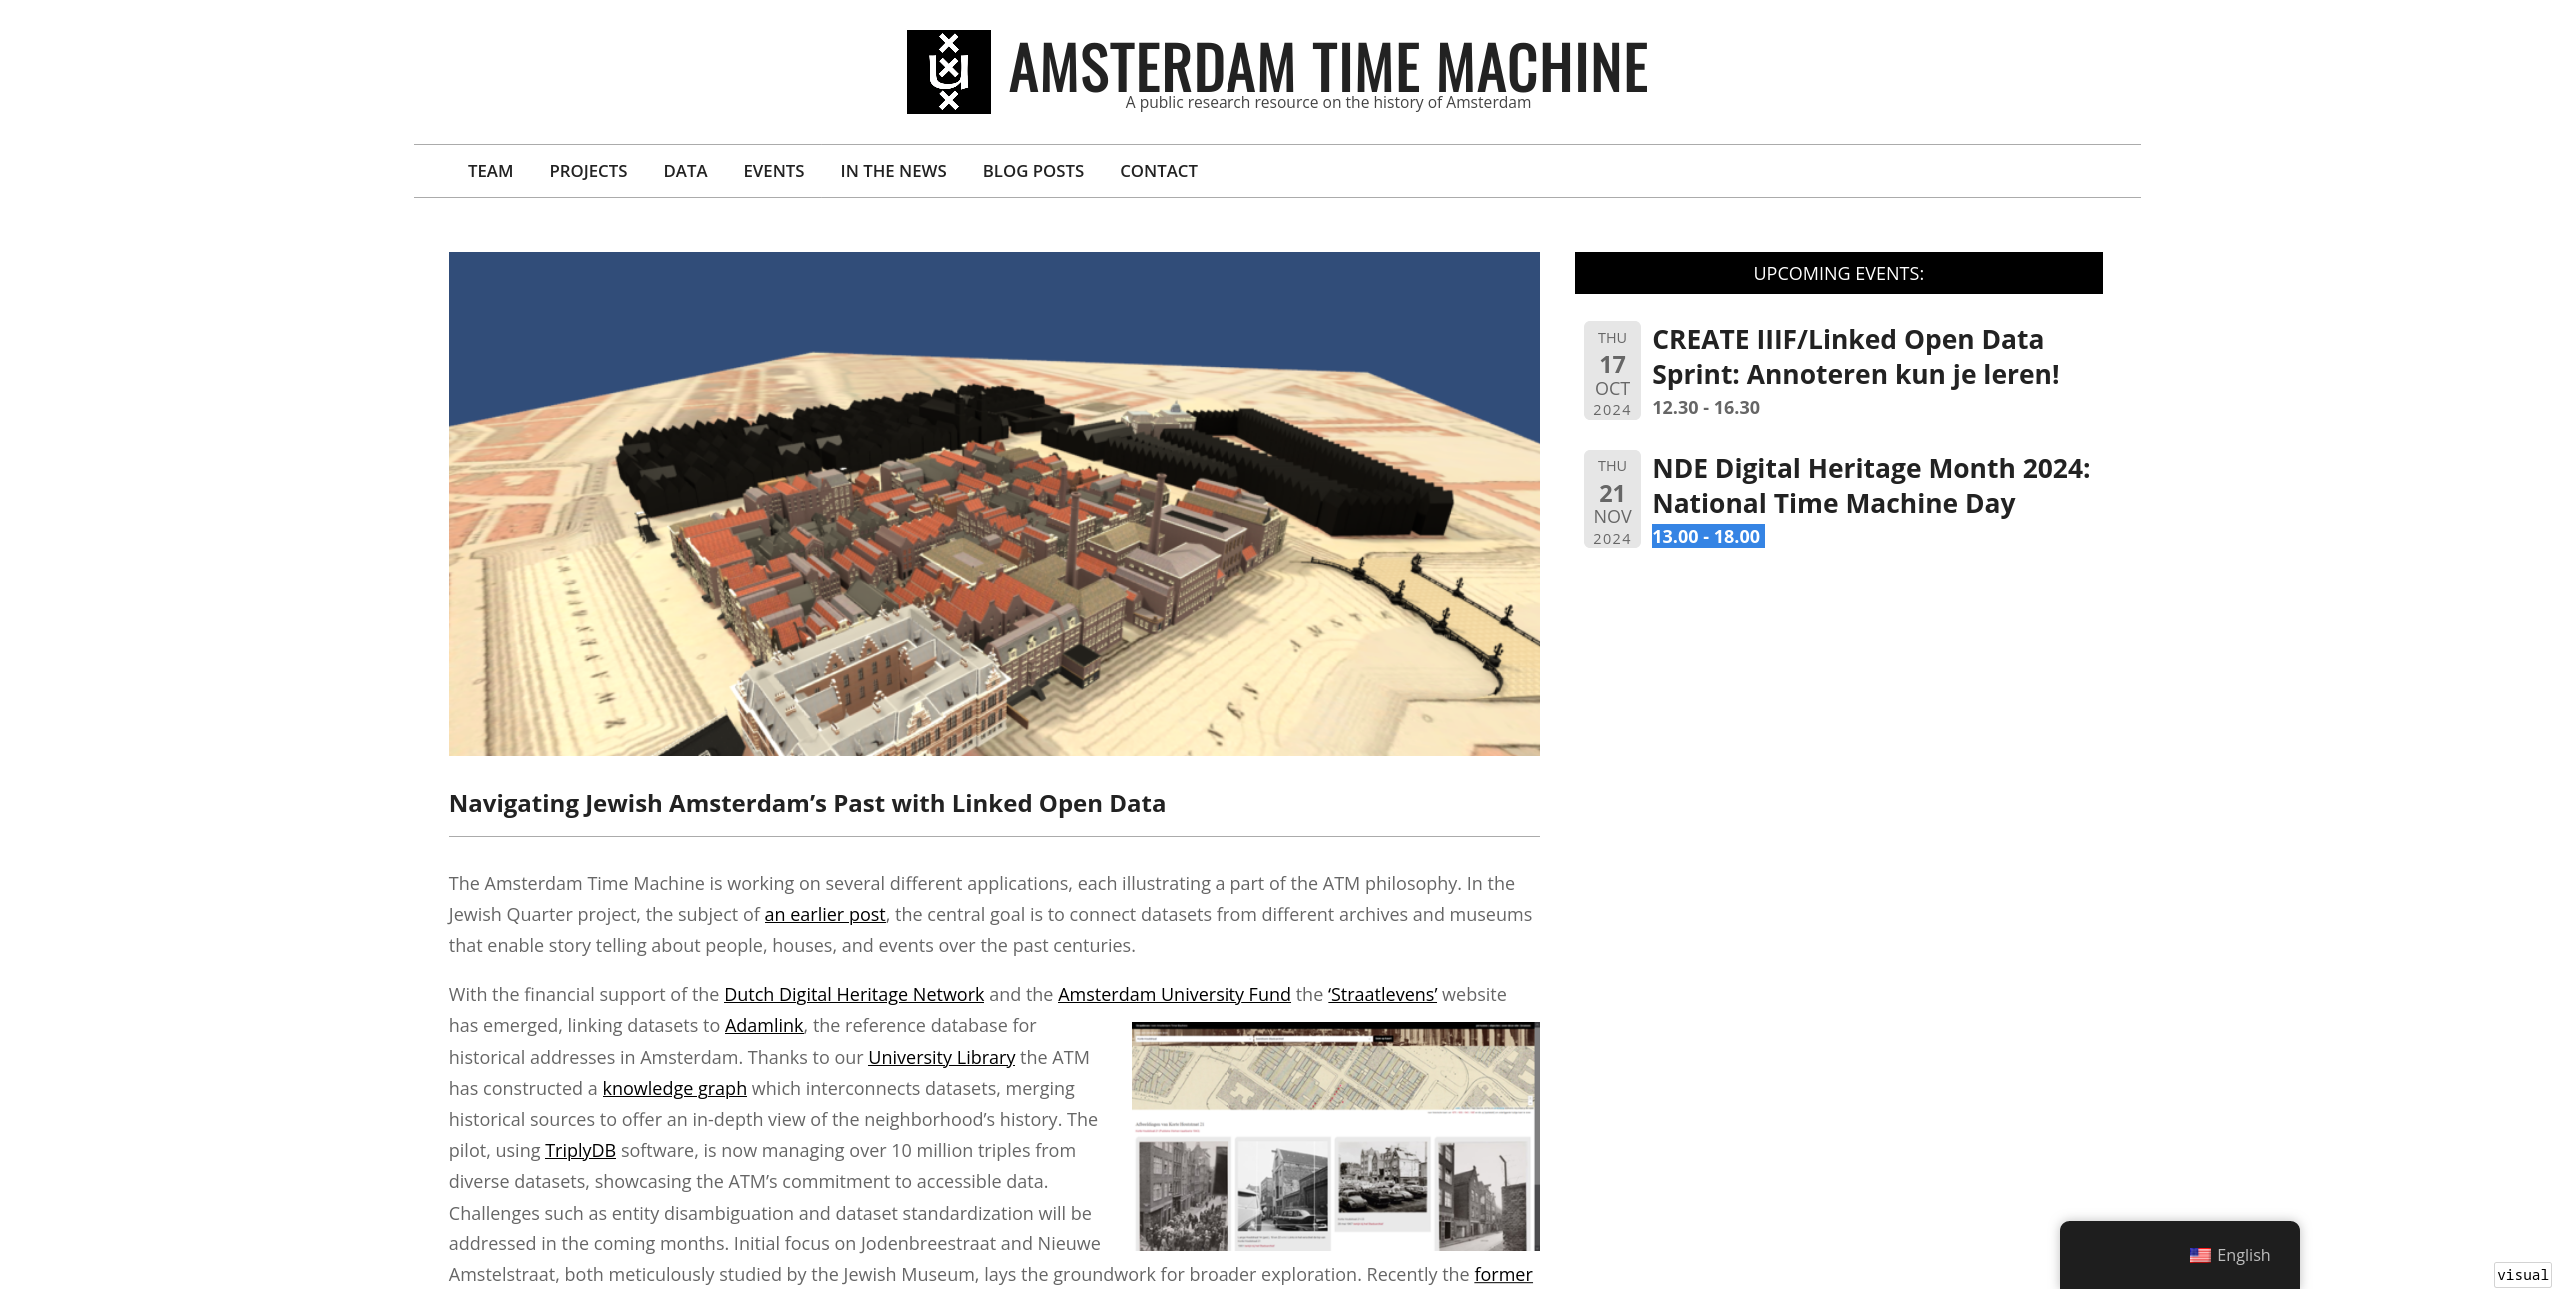 AMSTERDAM TIME MACHINE
A public research resource on the history of Amsterdam
TEAM PROJECTS DATA EVENTS IN THE NEWS BLOG POSTS CONTACT
UPCOMING EVENTS:
THU
17
OCT
2024
CREATE IIIF/Linked Open Data
Sprint: Annoteren kun je leren!
12.30 - 16.30
THU
21
NOV
2024
NDE Digital Heritage Month 2024:
National Time Machine Day
13.00 - 18.00
Navigating Jewish Amsterdam’s Past with Linked Open Data
The Amsterdam Time Machine is working on several different applications, each illustrating a part of the ATM philosophy. In the
Jewish Quarter project, the subject of an earlier post, the central goal is to connect datasets from different archives and museums
that enable story telling about people, houses, and events over the past centuries.
With the financial support of the Dutch Digital Heritage Network and the Amsterdam University Fund the ‘Straatlevens’ website
has emerged, linking datasets to Adamlink, the reference database for
historical addresses in Amsterdam. Thanks to our University Library the ATM
has constructed a knowledge graph which interconnects datasets, merging
historical sources to offer an in-depth view of the neighborhood’s history. The
pilot, using TriplyDB software, is now managing over 10 million triples from
diverse datasets, showcasing the ATM’s commitment to accessible data.
Challenges such as entity disambiguation and dataset standardization will be
addressed in the coming months. Initial focus on Jodenbreestraat and Nieuwe
Amstelstraat, both meticulously studied by the Jewish Museum, lays the groundwork for broader exploration. Recently the former
English
visual